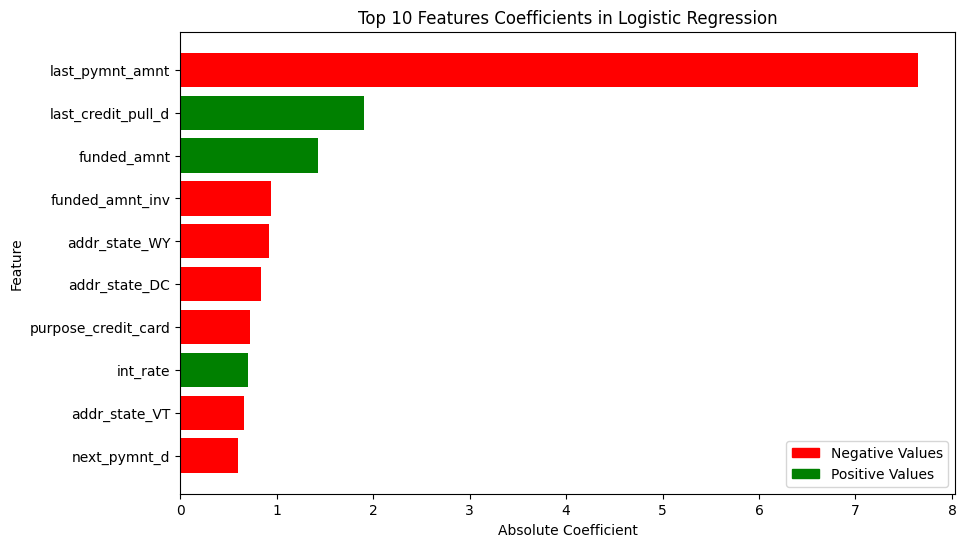 Top 10 Features Coefficients in Logistic Regression
Feature
last_pymnt_amnt
last_credit_pull_d
funded_amnt
funded_amnt_inv
addr_state_WY
addr_state_DC
purpose_credit_card
int_rate
addr_state_VT
next_pymnt_d
Negative Values
Positive Values
0 1 2 3 4 5 6 7 8
Absolute Coefficient